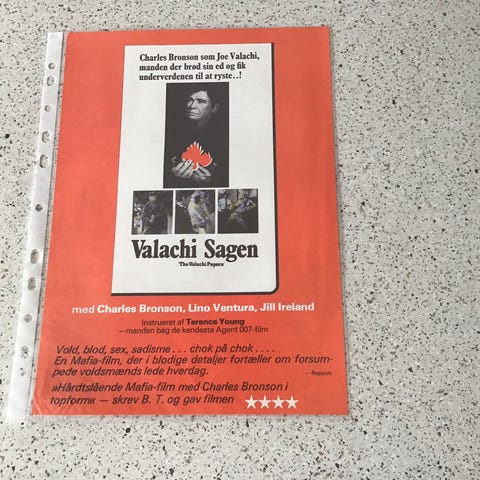 Charles Bronson som Joe Valachi,
manden der brød sin ed og fik
underverdenen til at ryste..!
Valachi Sagen
"The Valachi Papers"
med Charles Bronson, Lino Ventura, Jill Ireland
Instrueret af Terence Young
—manden bag de kendeste Agent 007-film
Vold, blod, sex, sadisme . . . chok på chok . . . .
En Mafia-film, der i blodige detaljer fortæller om forsum-
pede voldsmænds lede hverdag.
— Rapport
»Hårdtslående Mafia-film med Charles Bronson i
topform« — skrev B. T. og gav filmen ★★★★